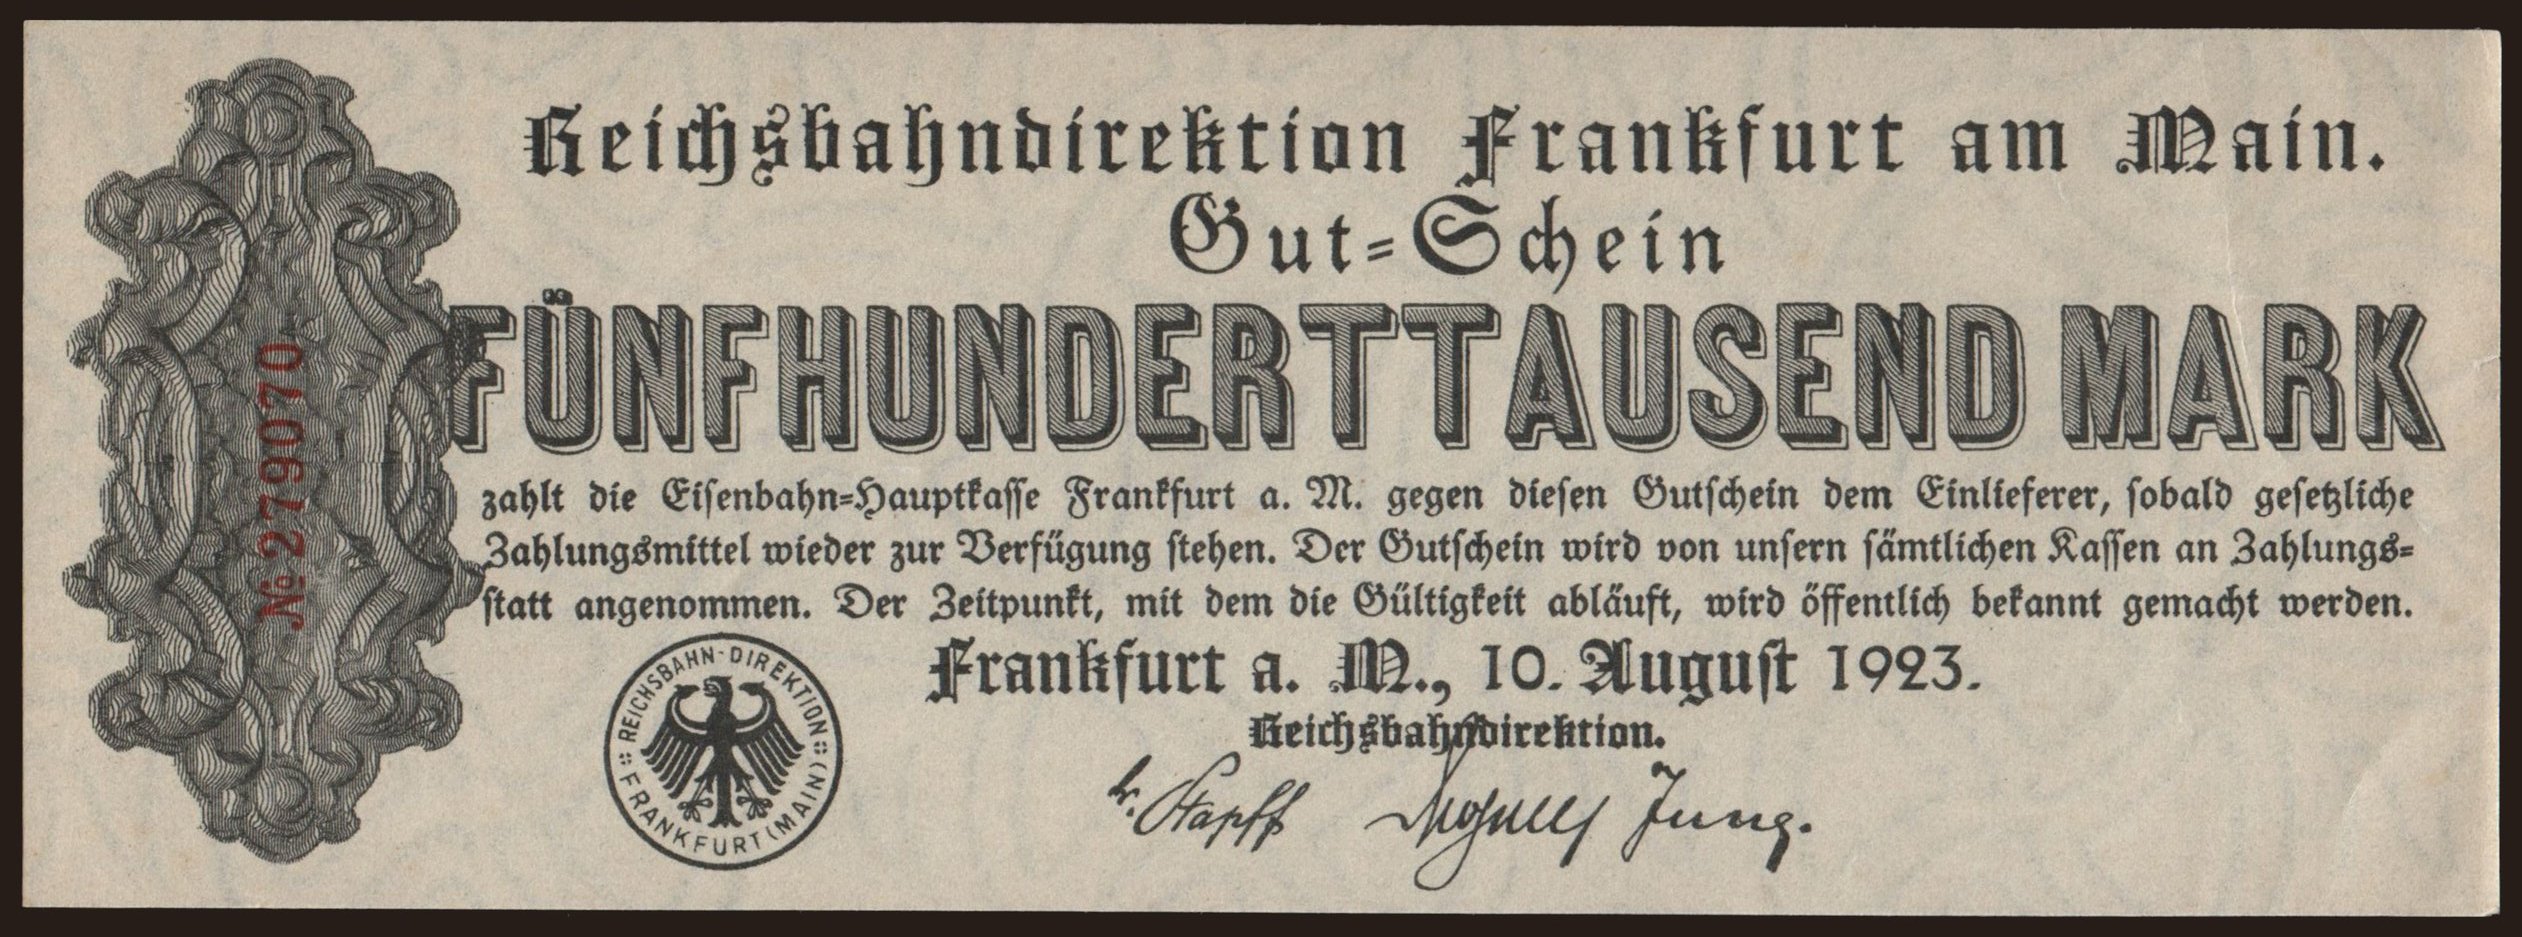 Reichsbahndirektion Frankfurt am Main.
Gut=Schein
FÜNFHUNDERTTAUSEND MARK
zahlt die Eisenbahn=Hauptkasse Frankfurt a. M. gegen diesen Gutschein dem Einlieferer, sobald gesetzliche
Zahlungsmittel wieder zur Verfügung stehen. Der Gutschein wird von unsern sämtlichen Kassen an Zahlungs=
statt angenommen. Der Zeitpunkt, mit dem die Gültigkeit abläuft, wird öffentlich bekannt gemacht werden.
Frankfurt a. M., 10. August 1923.
Reichsbahndirektion.
Stapff Jung.
REICHSBAHN-DIREKTION
FRANKFURT (MAIN)
№ 279070